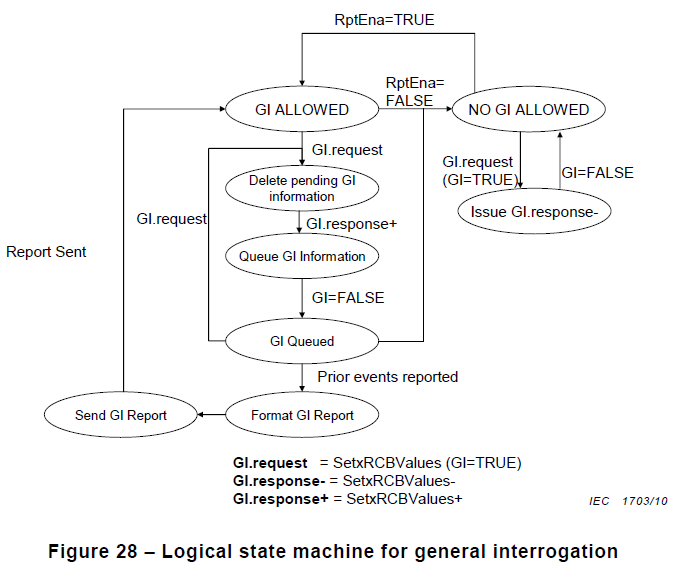 RptEna=TRUE
RptEna=
FALSE
GI ALLOWED
NO GI ALLOWED
GI.request
GI.request
(GI=TRUE)
GI=FALSE
Delete pending GI
information
GI.request
GI.response+
Issue GI.response-
Report Sent
Queue GI Information
GI=FALSE
GI Queued
Prior events reported
Send GI Report
Format GI Report
GI.request = SetxRCBValues (GI=TRUE)
GI.response- = SetxRCBValues-
GI.response+ = SetxRCBValues+
IEC 1703/10
Figure 28 – Logical state machine for general interrogation